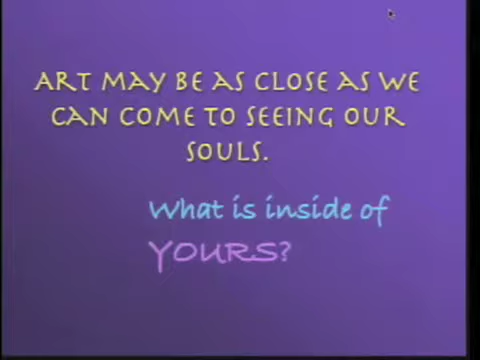 ART MAY BE AS CLOSE AS WE
CAN COME TO SEEING OUR
SOULS.
What is inside of
YOURS?